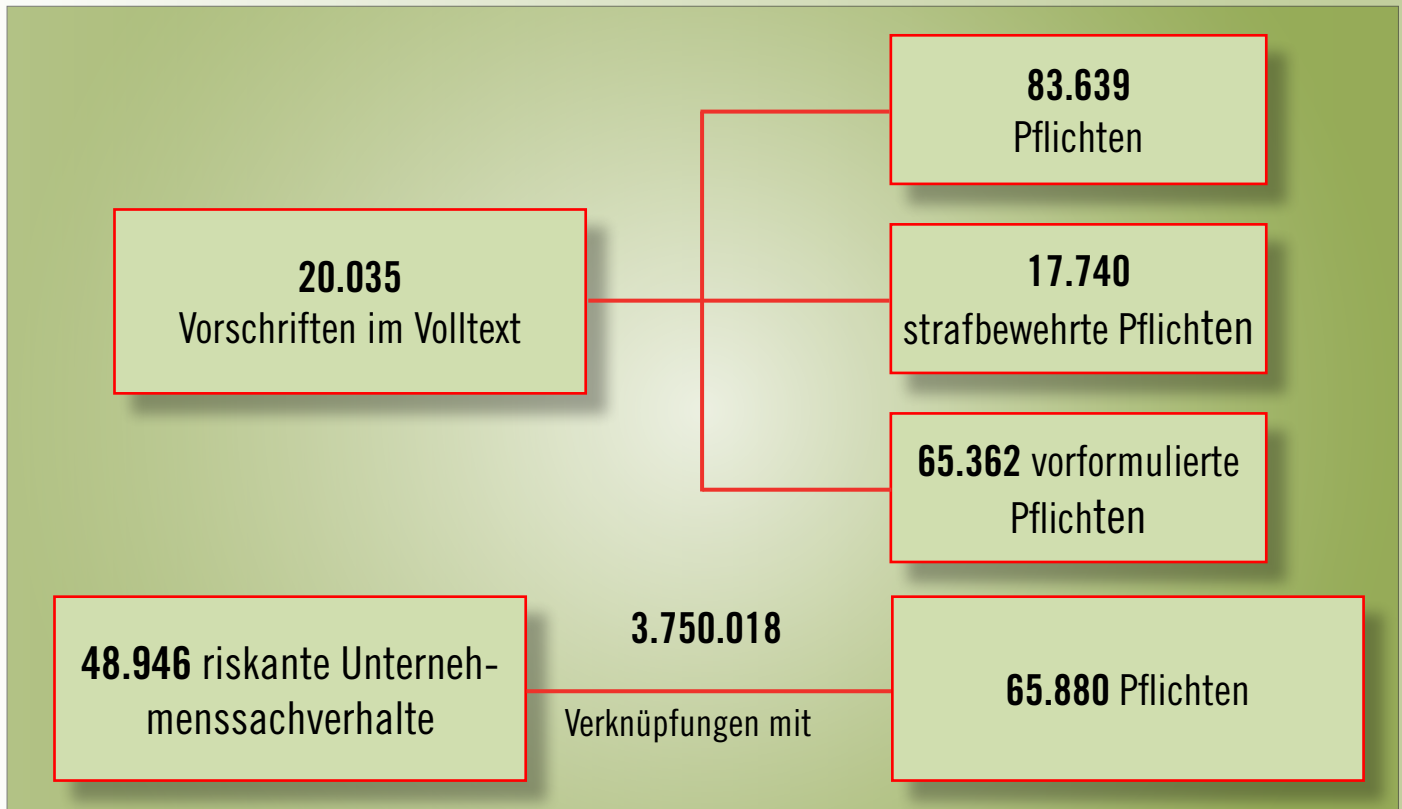 83.639
Pflichten
20.035
Vorschriften im Volltext
17.740
strafbewehrte Pflichten
65.362 vorformulierte
Pflichten
48.946 riskante Unterneh-
menssachverhalte
3.750.018
Verknüpfungen mit
65.880 Pflichten